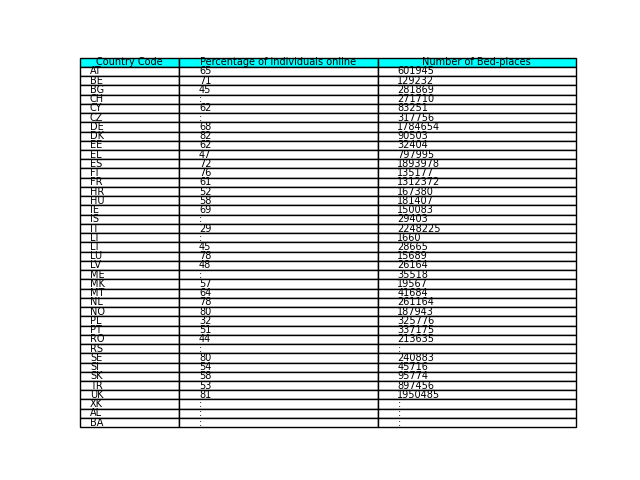 Country Code Percentage of individuals online Number of Bed-places
AT 65 601945
BE 71 129232
BG 45 281869
CH : 271710
CY 62 83251
CZ : 317756
DE 68 1784654
DK 82 90503
EE 62 32404
EL 47 797995
ES 72 1893978
FI 76 135177
FR 61 1312372
HR 52 167380
HU 58 181407
IE 69 150083
IS : 29403
IT 29 2248225
LI : 1660
LT 45 28665
LU 78 15689
LV 48 26164
ME : 35518
MK 57 19567
MT 64 41684
NL 78 261164
NO 80 187943
PL 32 325776
PT 51 337175
RO 44 213635
RS : :
SE 80 240883
SI 54 45716
SK 58 95774
TR 53 897456
UK 81 1950485
XK : :
AL : :
BA : :